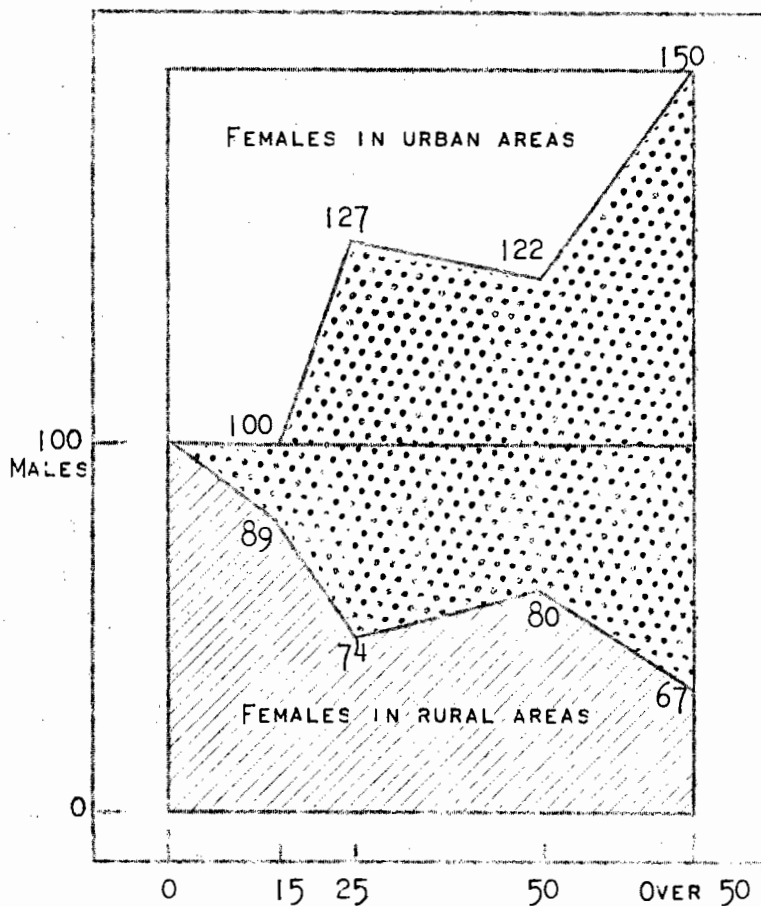 150
FEMALES IN URBAN AREAS
127
122
100
100
MALES
89
74
80
67
FEMALES IN RURAL AREAS
0
0 15 25 50 OVER 50